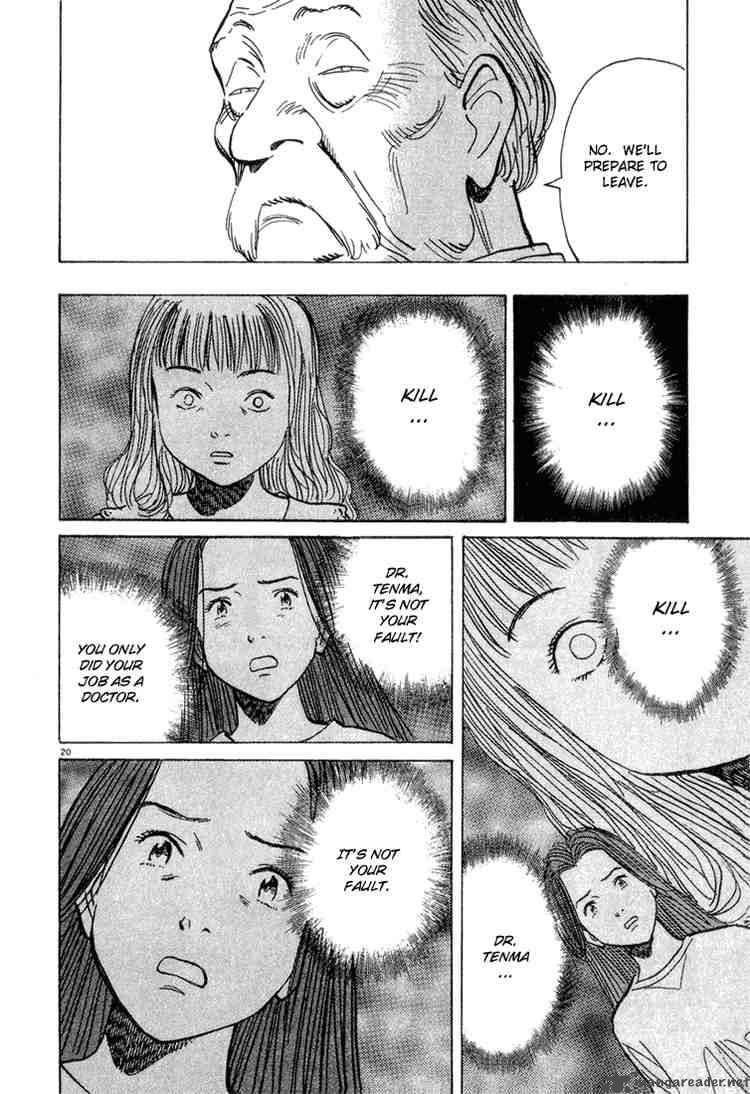 NO. WE'LL
PREPARE TO
LEAVE.
KILL
...
KILL
...
KILL
...
DR.
TENMA
...
DR.
TENMA,
IT'S NOT
YOUR
FAULT!
YOU ONLY
DID YOUR
JOB AS A
DOCTOR.
20
IT'S NOT
YOUR
FAULT.
mangareader.net